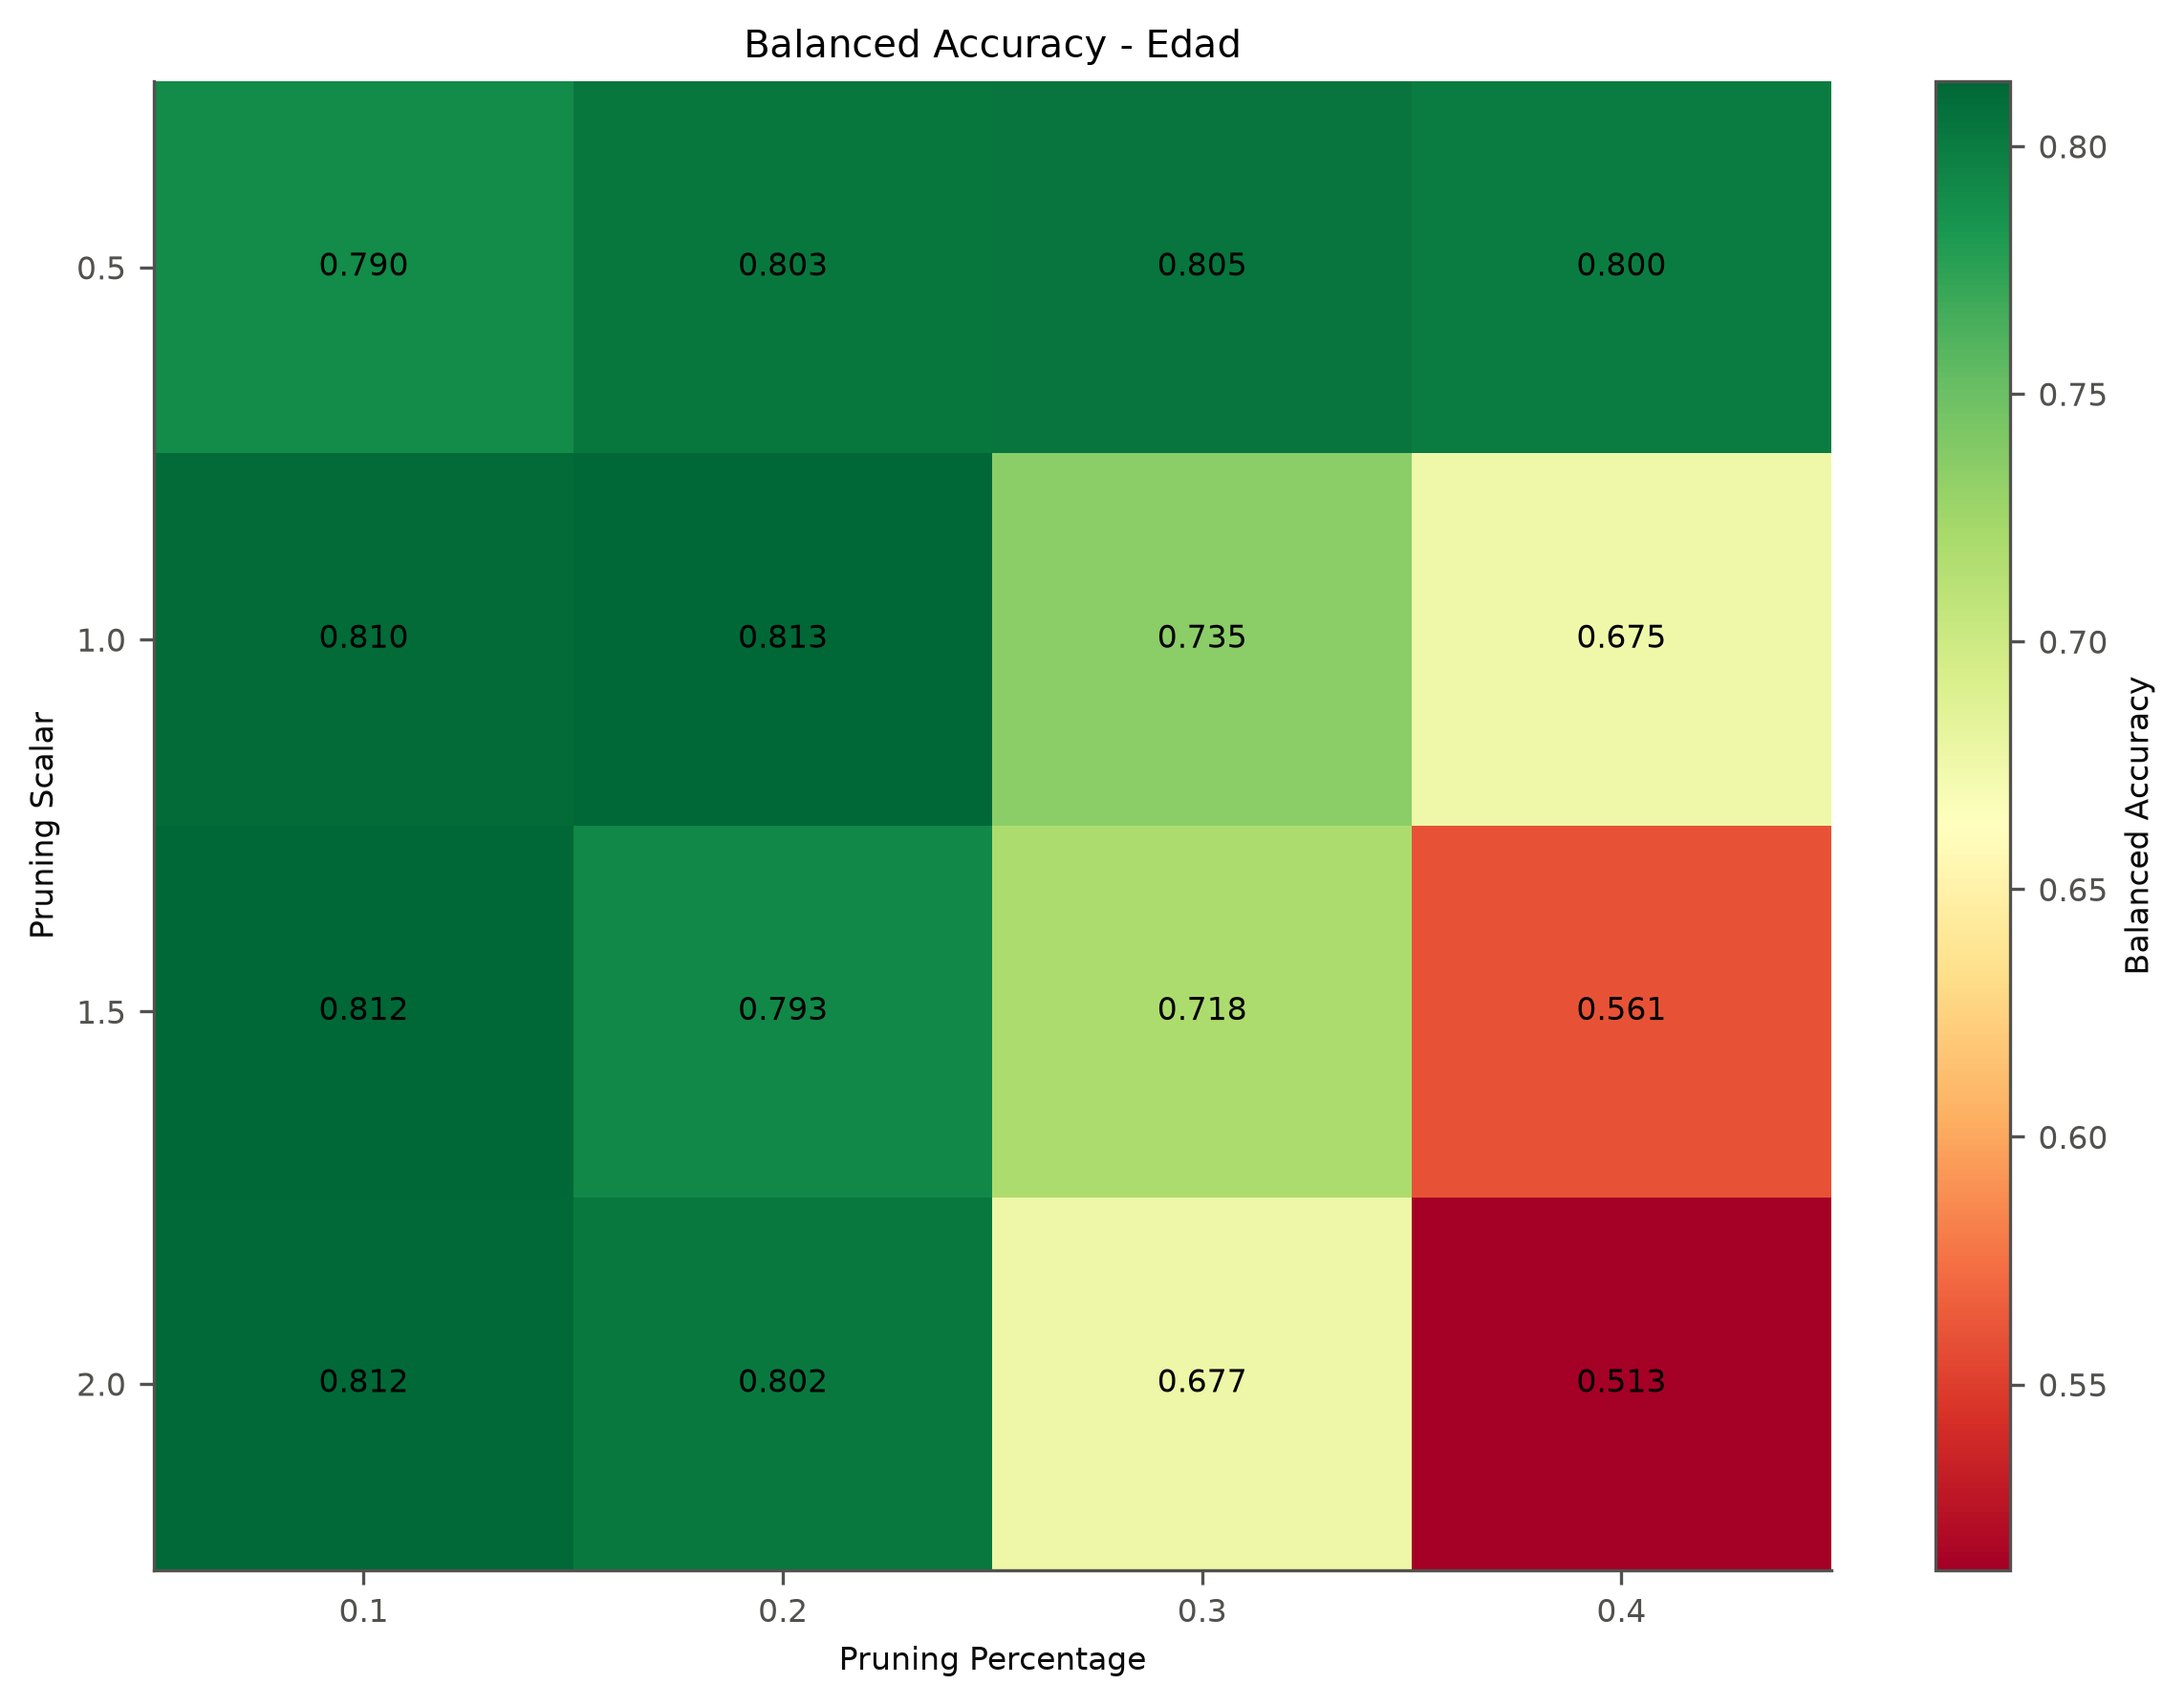 Balanced Accuracy - Edad
0.5 0.790 0.803 0.805 0.800
1.0 0.810 0.813 0.735 0.675
1.5 0.812 0.793 0.718 0.561
2.0 0.812 0.802 0.677 0.513
0.1 0.2 0.3 0.4
Pruning Percentage
Pruning Scalar
0.80
0.75
0.70
0.65
0.60
0.55
Balanced Accuracy